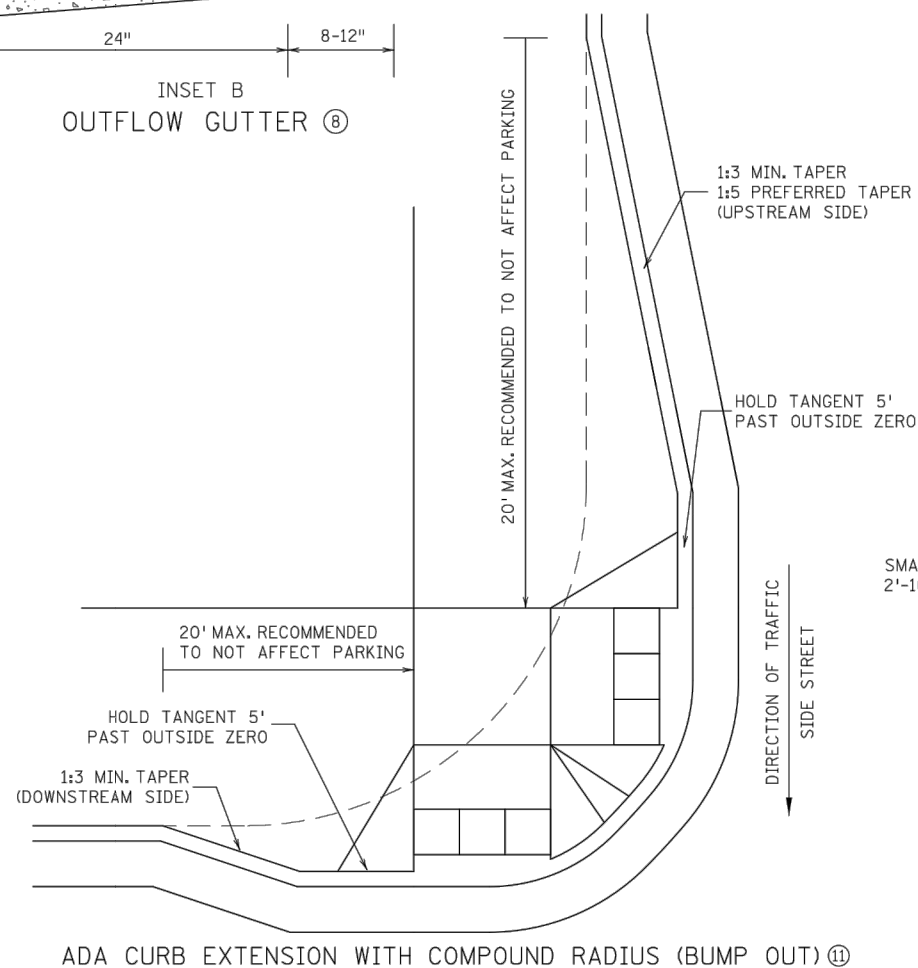 24"
8-12"
INSET B
OUTFLOW GUTTER ⑧
20' MAX. RECOMMENDED TO NOT AFFECT PARKING
1:3 MIN. TAPER
1:5 PREFERRED TAPER
(UPSTREAM SIDE)
HOLD TANGENT 5'
PAST OUTSIDE ZERO
20' MAX. RECOMMENDED
TO NOT AFFECT PARKING
HOLD TANGENT 5'
PAST OUTSIDE ZERO
1:3 MIN. TAPER
(DOWNSTREAM SIDE)
DIRECTION OF TRAFFIC
SIDE STREET
ADA CURB EXTENSION WITH COMPOUND RADIUS (BUMP OUT) ⑪